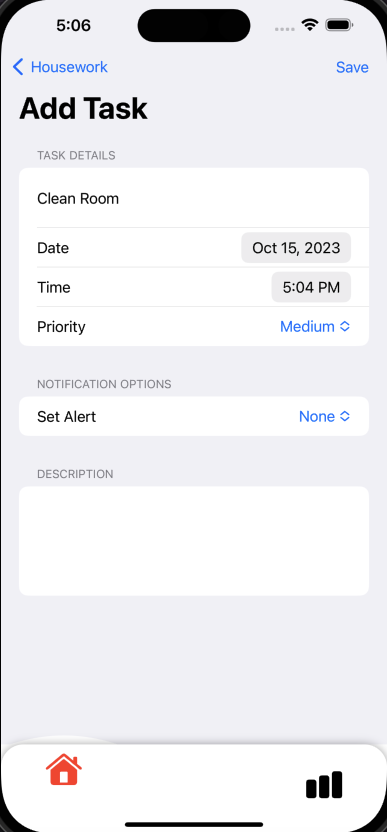 5:06
Housework
Save
Add Task
TASK DETAILS
Clean Room
Date Oct 15, 2023
Time 5:04 PM
Priority Medium
NOTIFICATION OPTIONS
Set Alert None
DESCRIPTION